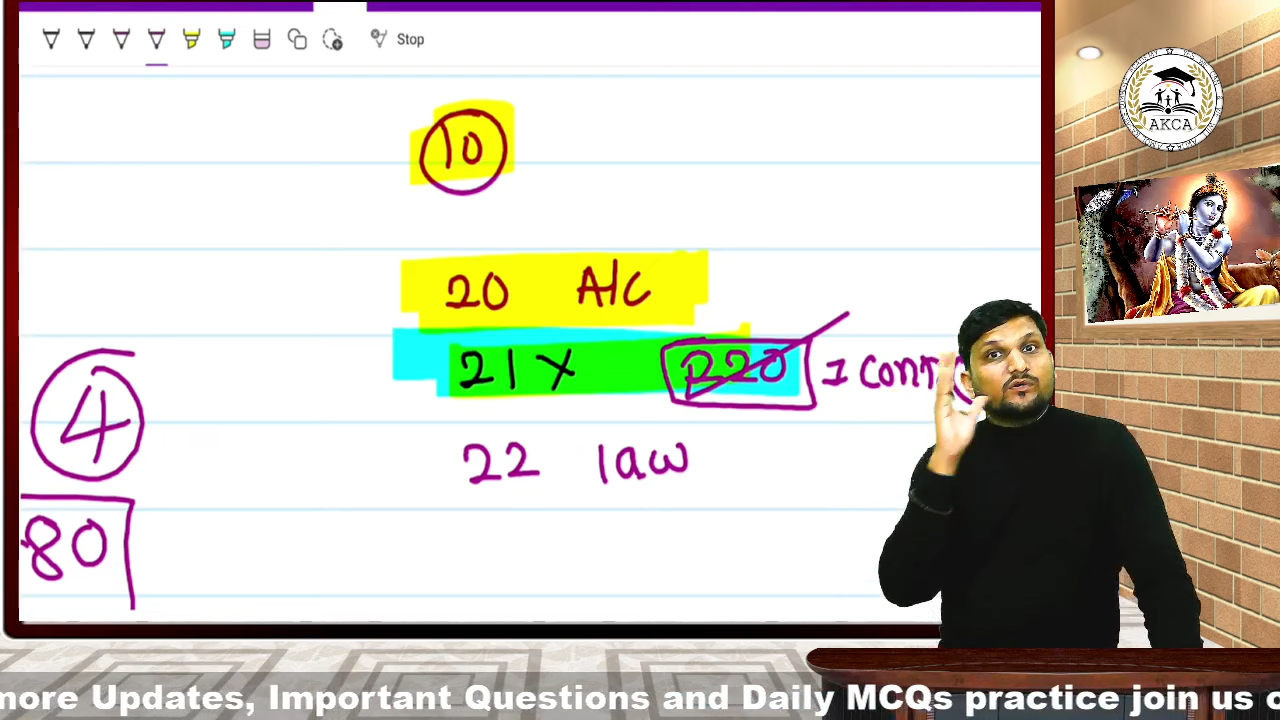 Stop
10
20 A/C
21 X 220 I con
22 law
4
80
AKCA
more Updates, Important Questions and Daily MCQs practice join us o